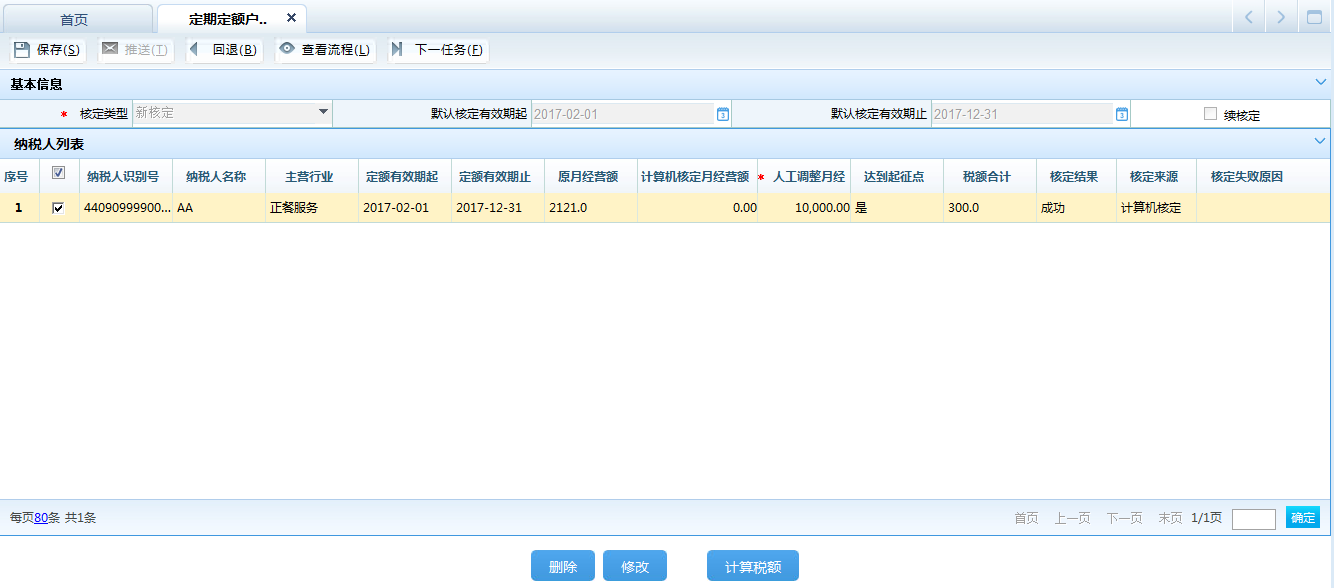 首页 定期定额户..
保存(S) 推送(T) 回退(B) 查看流程(L) 下一任务(F)
基本信息
* 核定类型 新核定 默认核定有效期起 2017-02-01 默认核定有效期止 2017-12-31 续核定
纳税人列表
序号 纳税人识别号 纳税人名称 主营行业 定额有效期起 定额有效期止 原月经营额 计算机核定月经营额 * 人工调整月经 达到起征点 税额合计 核定结果 核定来源 核定失败原因
1 44090999900... AA 正餐服务 2017-02-01 2017-12-31 2121.0 0.00 10,000.00 是 300.0 成功 计算机核定
每页80条 共1条 首页 上一页 下一页 末页 1/1页 确定
删除 修改 计算税额